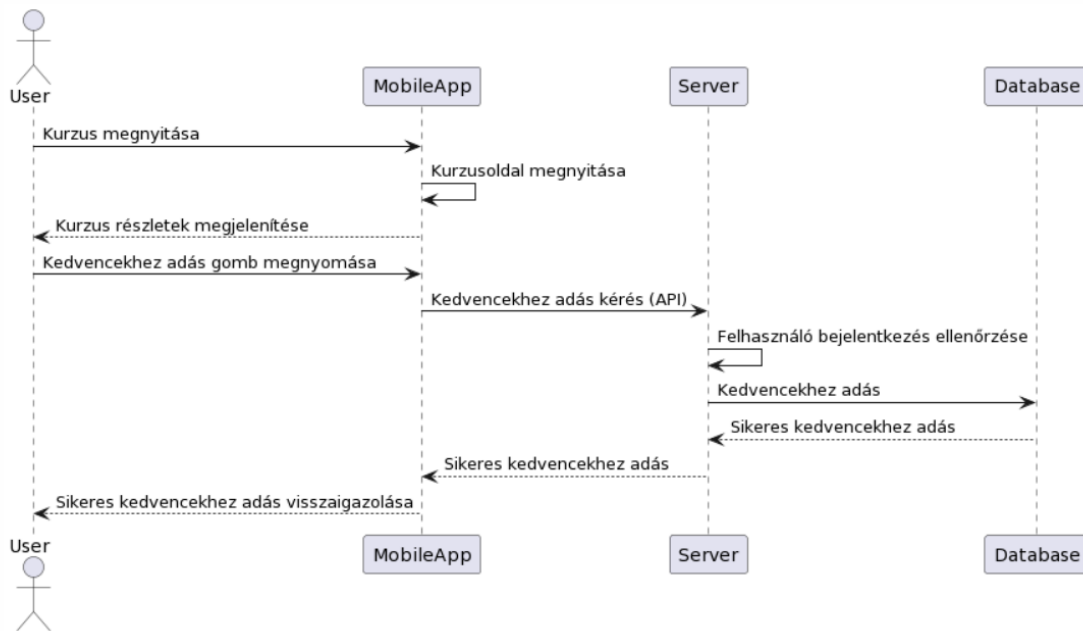 User
MobileApp
Server
Database
Kurzus megnyitása
Kurzusoldal megnyitása
Kurzus részletek megjelenítése
Kedvencekhez adás gomb megnyomása
Kedvencekhez adás kérés (API)
Felhasználó bejelentkezés ellenőrzése
Kedvencekhez adás
Sikeres kedvencekhez adás
Sikeres kedvencekhez adás
Sikeres kedvencekhez adás visszaigazolása
User
MobileApp
Server
Database